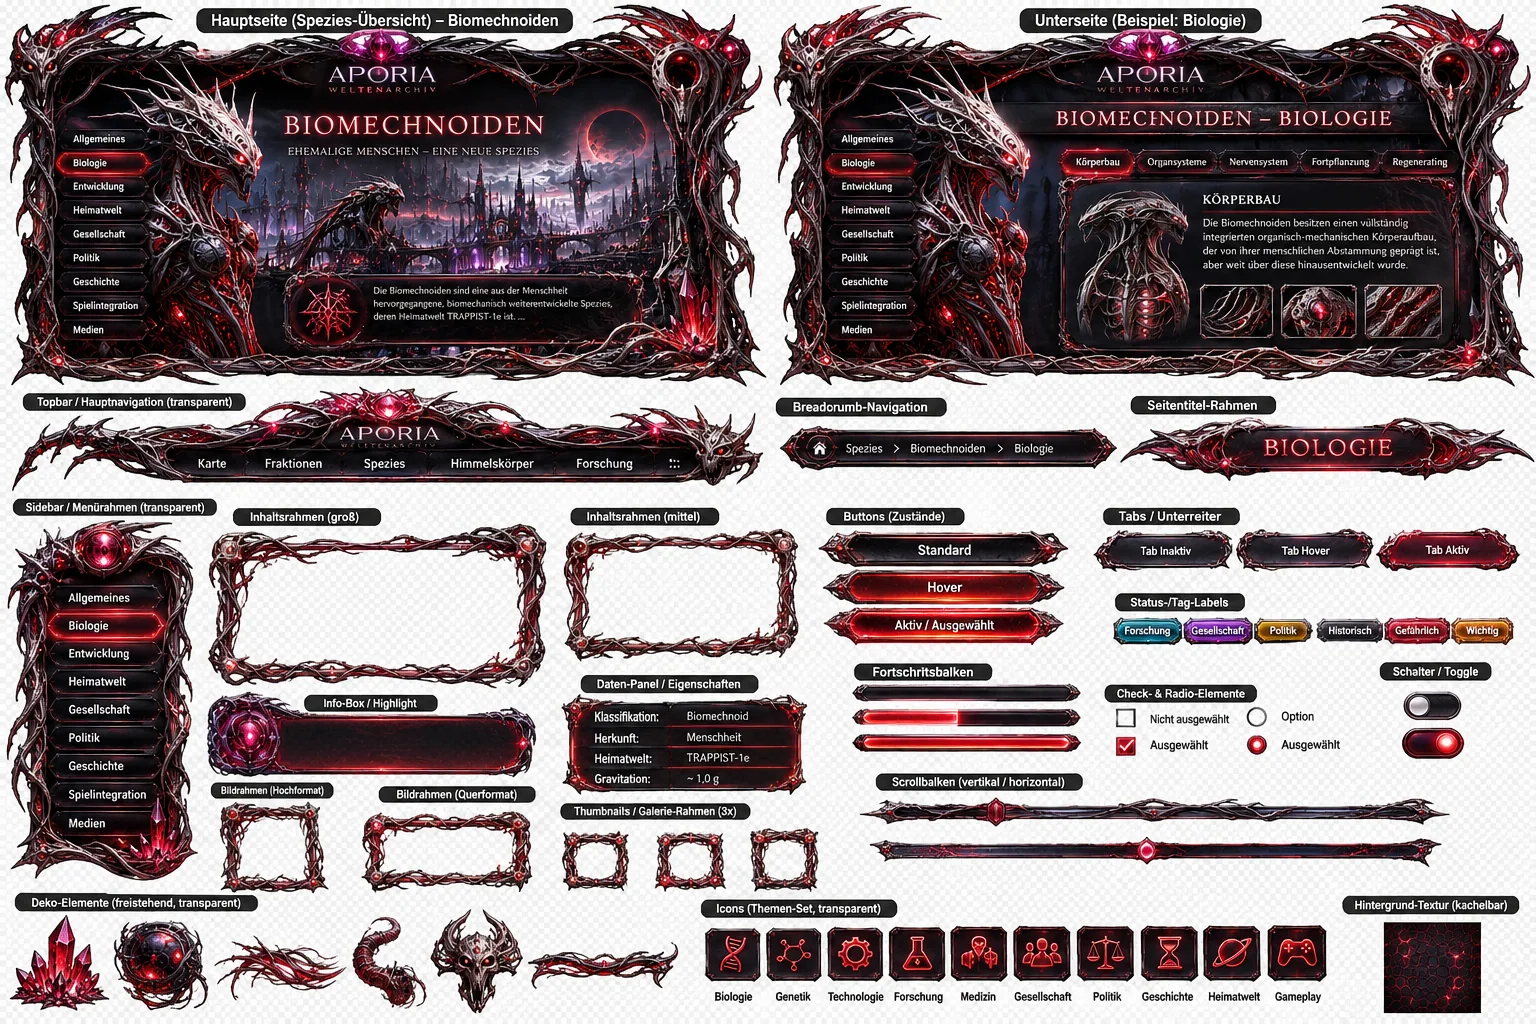 Hauptseite (Spezies-Übersicht) – Biomechnoiden
APORIA
WELTENARCHIV
BIOMECHNOIDEN
EHEMALIGE MENSCHEN – EINE NEUE SPEZIES
Allgemeines
Biologie
Entwicklung
Heimatwelt
Gesellschaft
Politik
Geschichte
Spielintegration
Medien
Die Biomechnoiden sind eine aus der Menschheit
hervorgegangene, biomechanisch weiterentwickelte Spezies,
deren Heimatwelt TRAPPIST-1e ist. ...
Unterseite (Beispiel: Biologie)
APORIA
WELTENARCHIV
BIOMECHNOIDEN – BIOLOGIE
Allgemeines
Biologie
Entwicklung
Heimatwelt
Gesellschaft
Politik
Geschichte
Spielintegration
Medien
Körperbau
Organsysteme
Nervensystem
Fortpflanzung
Regenerating
KÖRPERBAU
Die Biomechnoiden besitzen einen vollständig
integrierten organisch-mechanischen Körperaufbau,
der von ihrer menschlichen Abstammung geprägt ist,
aber weit über diese hinausentwickelt wurde.
Topbar / Hauptnavigation (transparent)
APORIA
WELTENARCHIV
Karte
Fraktionen
Spezies
Himmelskörper
Forschung
Breadorumb-Navigation
Spezies > Biomechnoiden > Biologie
Seitentitel-Rahmen
BIOLOGIE
Sidebar / Menürahmen (transparent)
Allgemeines
Biologie
Entwicklung
Heimatwelt
Gesellschaft
Politik
Geschichte
Spielintegration
Medien
Inhaltsrahmen (groß)
Inhaltsrahmen (mittel)
Buttons (Zustände)
Standard
Hover
Aktiv / Ausgewählt
Tabs / Unterreiter
Tab Inaktiv
Tab Hover
Tab Aktiv
Status-/Tag-Labels
Forschung
Gesellschaft
Politik
Historisch
Gefährlich
Wichtig
Info-Box / Highlight
Daten-Panel / Eigenschaften
Klassifikation: Biomechnoid
Herkunft: Menschheit
Heimatwelt: TRAPPIST-1e
Gravitation: ~ 1,0 g
Fortschritsbalken
Check- & Radio-Elemente
Nicht ausgewählt
Option
Ausgewählt
Ausgewählt
Schalter / Toggle
Bildrahmen (Hochformat)
Bildrahmen (Querformat)
Thumbnails / Galerie-Rahmen (3x)
Scrollbalken (vertikal / horizontal)
Deko-Elemente (freistehend, transparent)
Icons (Themen-Set, transparent)
Biologie
Genetik
Technologie
Forschung
Medizin
Gesellschaft
Politik
Geschichte
Heimatwelt
Gameplay
Hintergrund-Textur (kachelbar)